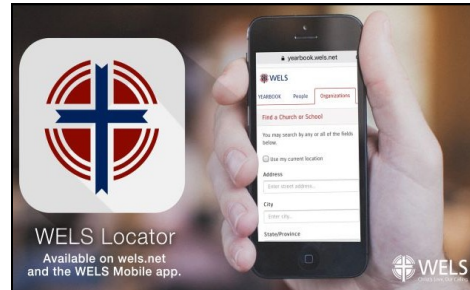 WELS Locator
Available on wels.net
and the WELS Mobile app.
yearbook.wels.net
WELS
YEARBOOK People Organizations
Find a Church or School
You may search by any or all of the fields
below.
Use my current location
Address
Enter street address...
City
Enter city...
State/Province
WELS